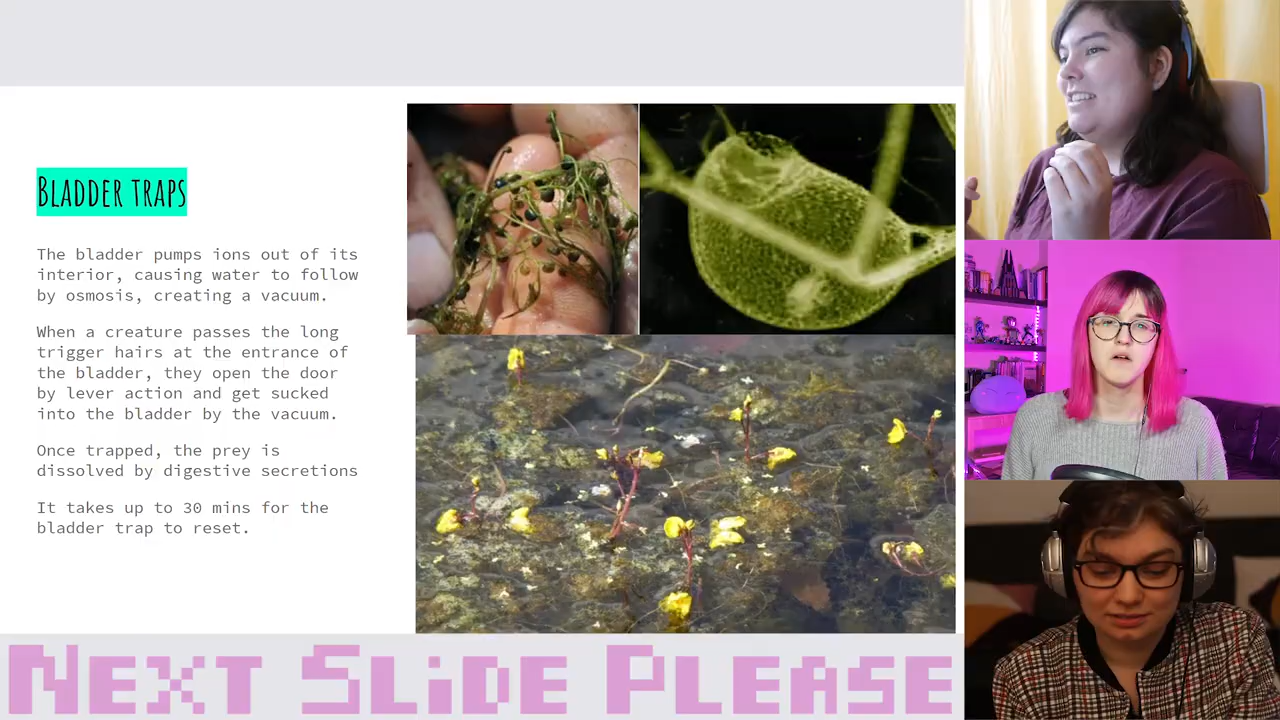 BLADDER TRAPS
The bladder pumps ions out of its
interior, causing water to follow
by osmosis, creating a vacuum.
When a creature passes the long
trigger hairs at the entrance of
the bladder, they open the door
by lever action and get sucked
into the bladder by the vacuum.
Once trapped, the prey is
dissolved by digestive secretions
It takes up to 30 mins for the
bladder trap to reset.
NEXT SLIDE PLEASE